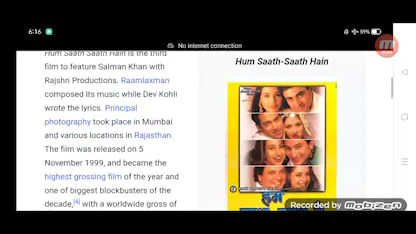 6:16
59%
No internet connection
Hum Saath Saath Hain is the third
film to feature Salman Khan with
Rajshri Productions. Raamlaxman
composed its music while Dev Kohli
wrote the lyrics. Principal
photography took place in Mumbai
and various locations in Rajasthan.
The film was released on 5
November 1999, and became the
highest grossing film of the year and
one of biggest blockbusters of the
decade,[4] with a worldwide gross of
Hum Saath-Saath Hain
हम
Recorded by
MOBIZEN